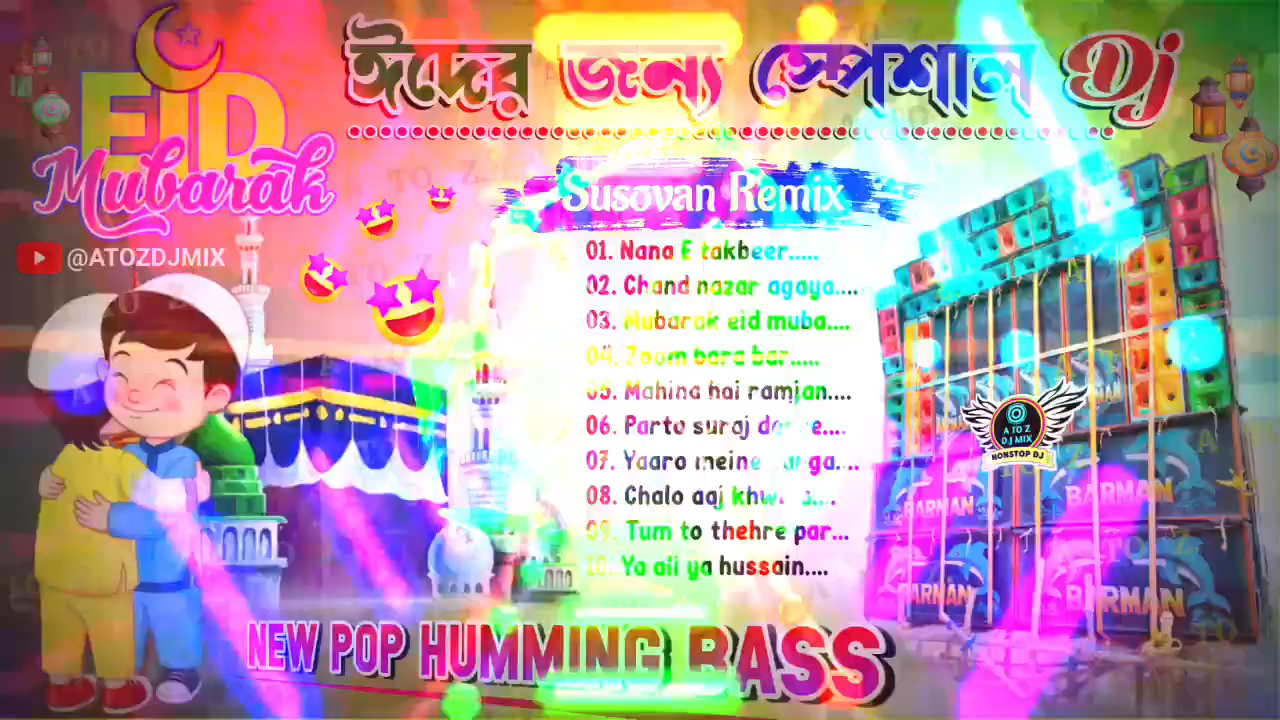 ঈদের জন্য স্পেশাল Dj
EID
Mubarak
@ATOZDJMIX
Susovan Remix
01. Nana E takbeer.....
02. Chand nazar agaya....
03. Mubarak eid muba....
04. Zoom bara bar.....
05. Mahina hai ramjan....
06. Parto suraj
07. Yaaro meine
08. Chalo aaj
09. Tum to thehre par...
10. Ya ali ya hussain....
A TO Z
DJ MIX
NONSTOP DJ
BARMAN
BARMAN
BARMAN
BARMAN
NEW POP HUMMING BASS